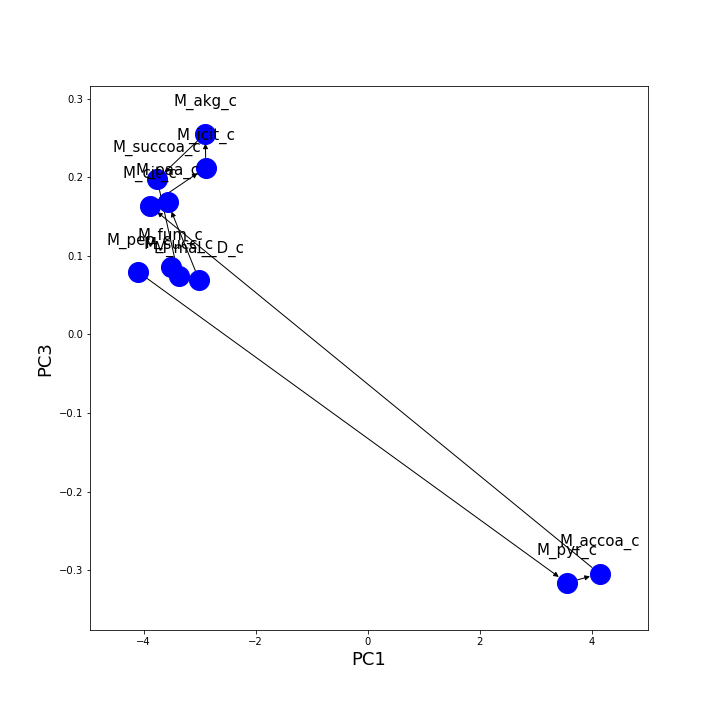 0.3
0.2
0.1
0.0
−0.1
−0.2
−0.3
PC3
M_akg_c
M_icit_c
M_succoa_c
M_oaa_c
M_cit_c
M_fum_c
M_pep_c
M_succ_c
M_mal__D_c
M_accoa_c
M_pyr_c
−4
−2
0
2
4
PC1